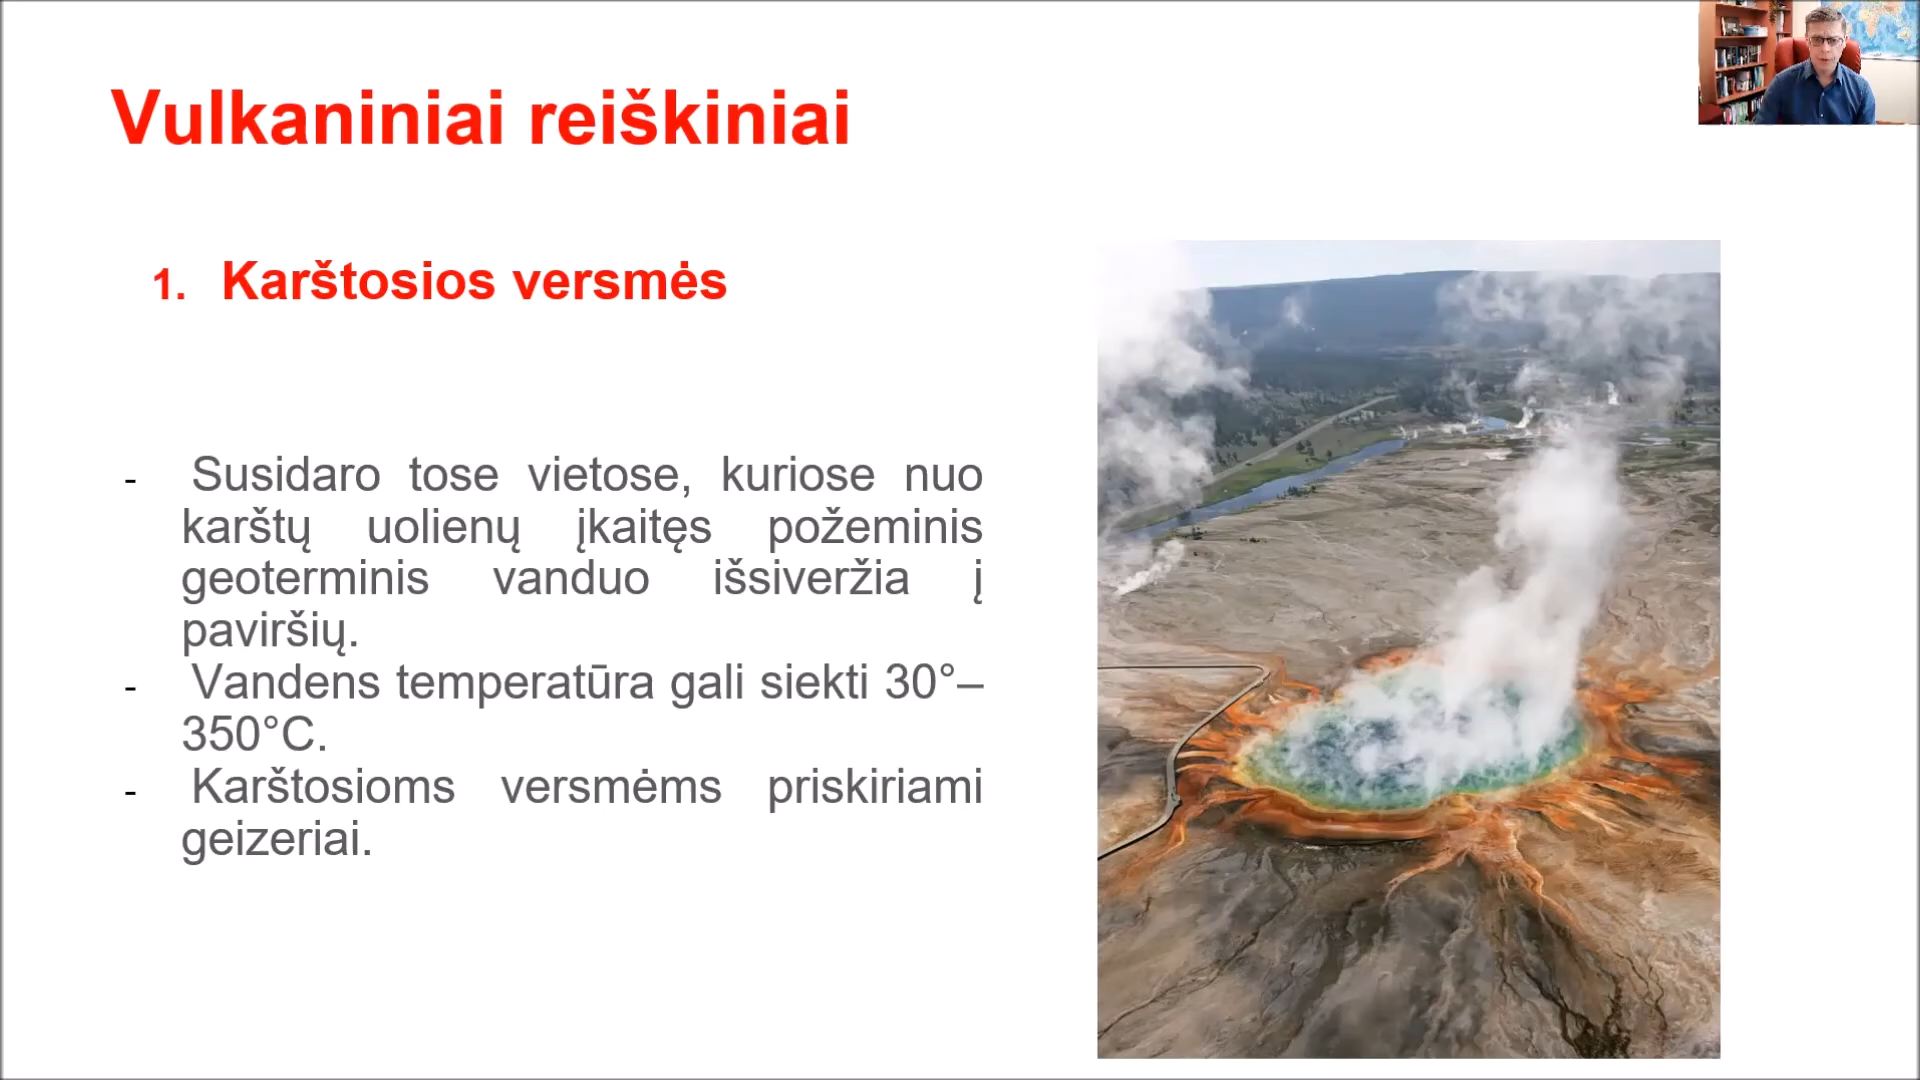 Vulkaniniai reiškiniai
1. Karštosios versmės
- Susidaro tose vietose, kuriose nuo
karštų uolienų įkaitęs požeminis
geoterminis vanduo išsiveržia į
paviršių.
- Vandens temperatūra gali siekti 30°–
350°C.
- Karštosioms versmėms priskiriami
geizeriai.